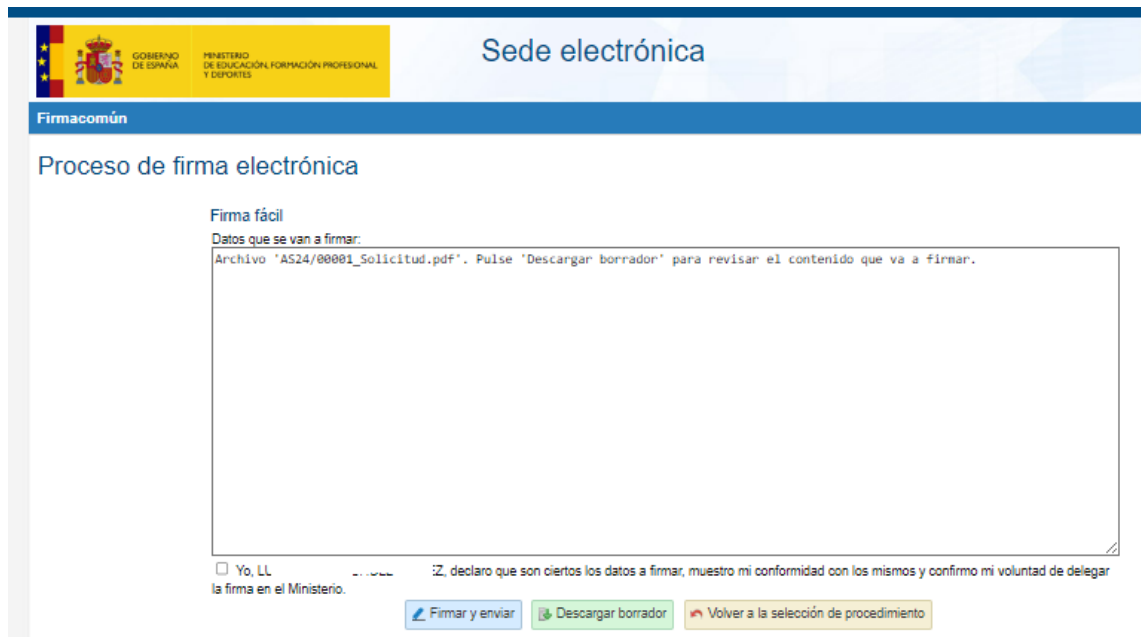 GOBIERNO
DE ESPAÑA
MINISTERIO
DE EDUCACIÓN, FORMACIÓN PROFESIONAL
Y DEPORTES
Sede electrónica
Firmacomún
Proceso de firma electrónica
Firma fácil
Datos que se van a firmar:
Archivo 'AS24/00001_Solicitud.pdf'. Pulse 'Descargar borrador' para revisar el contenido que va a firmar.
Yo, declaro que son ciertos los datos a firmar, muestro mi conformidad con los mismos y confirmo mi voluntad de delegar
la firma en el Ministerio.
Firmar y enviar
Descargar borrador
Volver a la selección de procedimiento